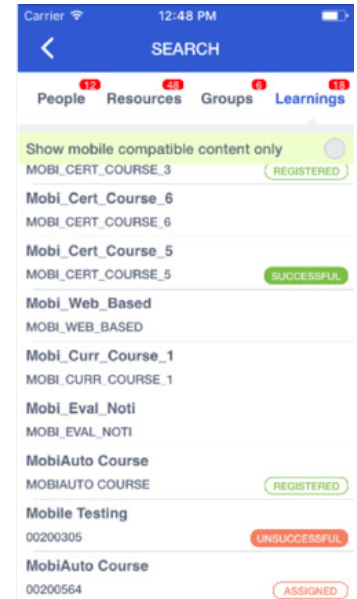 Carrier 12:48 PM
SEARCH
12 48 6 18
People Resources Groups Learnings
Show mobile compatible content only
MOBI_CERT_COURSE_3 REGISTERED
Mobi_Cert_Course_6
MOBI_CERT_COURSE_6
Mobi_Cert_Course_5
MOBI_CERT_COURSE_5 SUCCESSFUL
Mobi_Web_Based
MOBI_WEB_BASED
Mobi_Curr_Course_1
MOBI_CURR_COURSE_1
Mobi_Eval_Noti
MOBI_EVAL_NOTI
MobiAuto Course
MOBIAUTO COURSE REGISTERED
Mobile Testing
00200305 UNSUCCESSFUL
MobiAuto Course
00200564 ASSIGNED